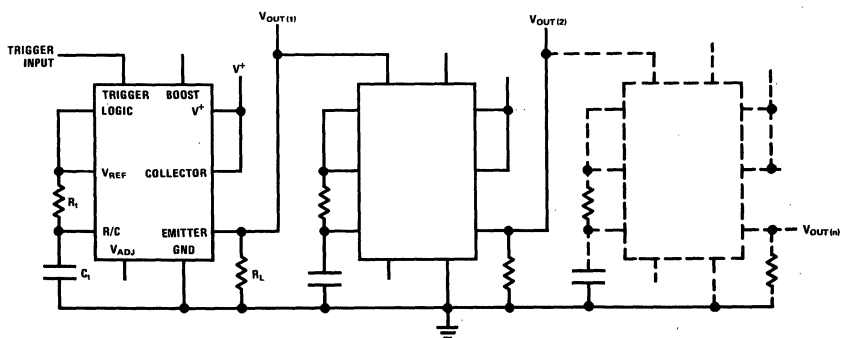 VOUT(1)
VOUT(2)
TRIGGER
INPUT
V+
TRIGGER BOOST
LOGIC V+
VREF COLLECTOR
Rt
R/C EMITTER
VADJ GND
Ct
RL
VOUT(n)